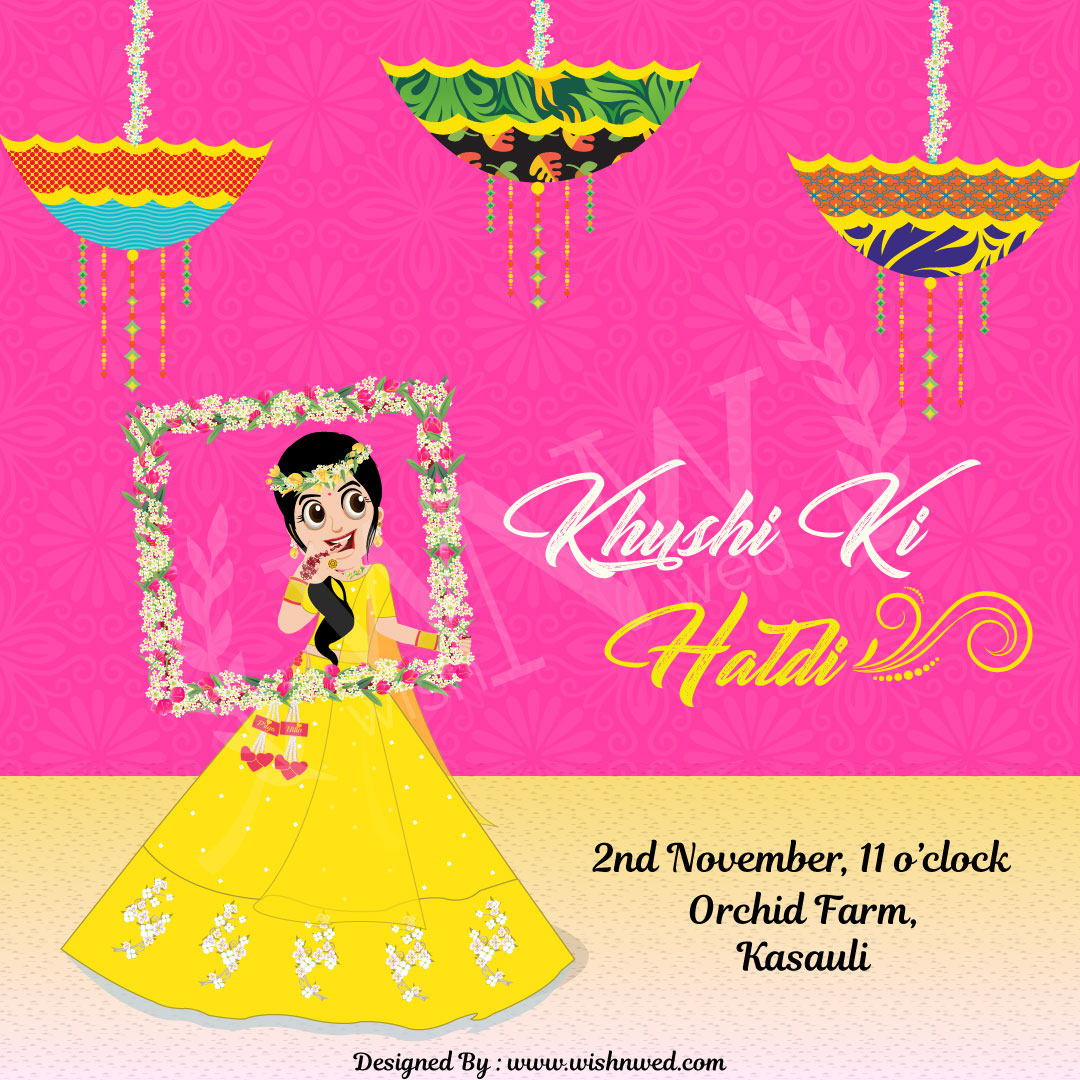 Khushi Ki
Haldi
2nd November, 11 o'clock
Orchid Farm,
Kasauli
Designed By : www.wishnwed.com